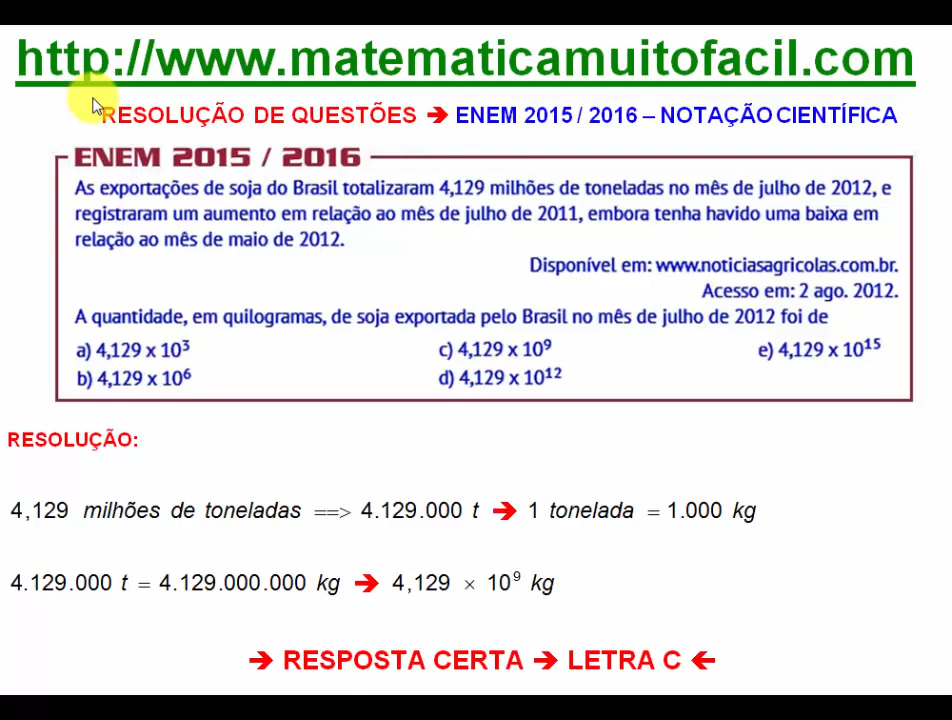 http://www.matematicamuitofacil.com
RESOLUÇÃO DE QUESTÕES ➔ ENEM 2015 / 2016 – NOTAÇÃO CIENTÍFICA
ENEM 2015 / 2016
As exportações de soja do Brasil totalizaram 4,129 milhões de toneladas no mês de julho de 2012, e
registraram um aumento em relação ao mês de julho de 2011, embora tenha havido uma baixa em
relação ao mês de maio de 2012.
Disponível em: www.noticiasagricolas.com.br.
Acesso em: 2 ago. 2012.
A quantidade, em quilogramas, de soja exportada pelo Brasil no mês de julho de 2012 foi de
a) 4,129 x 10³ c) 4,129 x 10⁹ e) 4,129 x 10¹⁵
b) 4,129 x 10⁶ d) 4,129 x 10¹²
RESOLUÇÃO:
4,129 milhões de toneladas ==> 4.129.000 t ➔ 1 tonelada = 1.000 kg
4.129.000 t = 4.129.000.000 kg ➔ 4,129 × 10⁹ kg
➔ RESPOSTA CERTA ➔ LETRA C ←